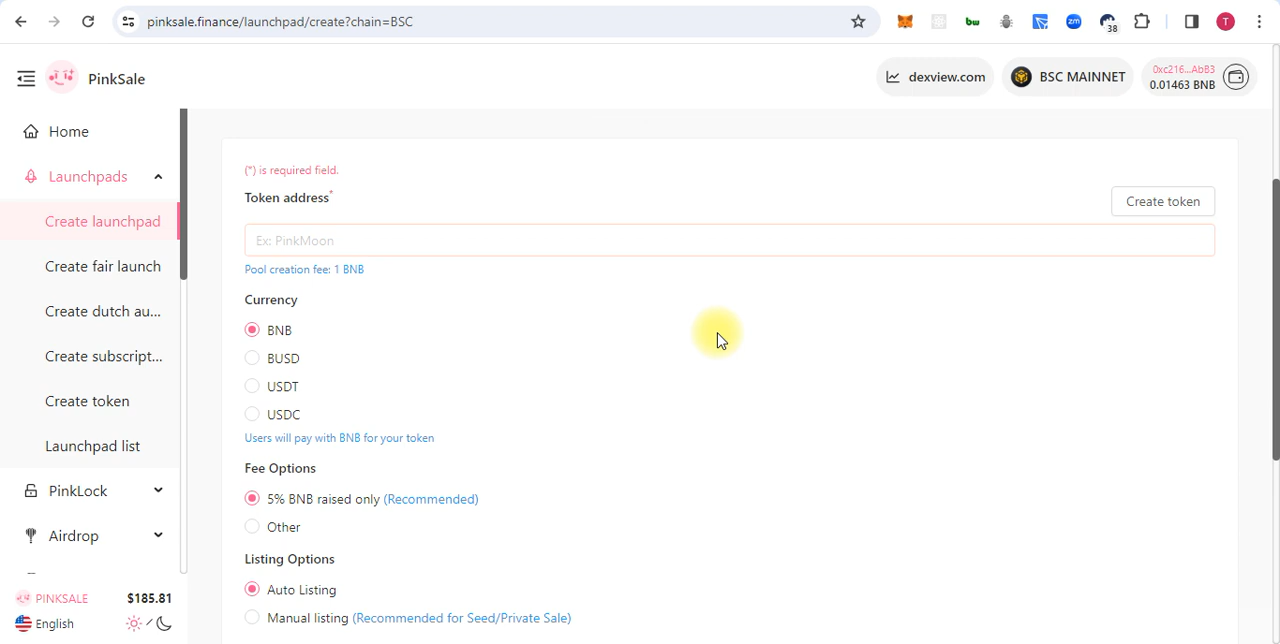 pinksale.finance/launchpad/create?chain=BSC
bw
zm
38
T
PinkSale
dexview.com
BSC MAINNET
0xc216...AbB3
0.01463 BNB
Home
Launchpads
Create launchpad
Create fair launch
Create dutch au...
Create subscript...
Create token
Launchpad list
PinkLock
Airdrop
PINKSALE $185.81
English
(*) is required field.
Token address*
Create token
Ex: PinkMoon
Pool creation fee: 1 BNB
Currency
BNB
BUSD
USDT
USDC
Users will pay with BNB for your token
Fee Options
5% BNB raised only (Recommended)
Other
Listing Options
Auto Listing
Manual listing (Recommended for Seed/Private Sale)